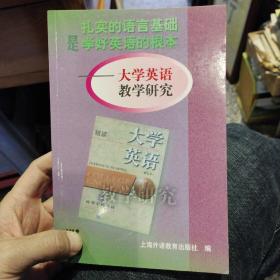 扎实的语言基础
是学好英语的根本
——大学英语
教学研究
精读
大学
英语
教学研究
上海外语教育出版社 编